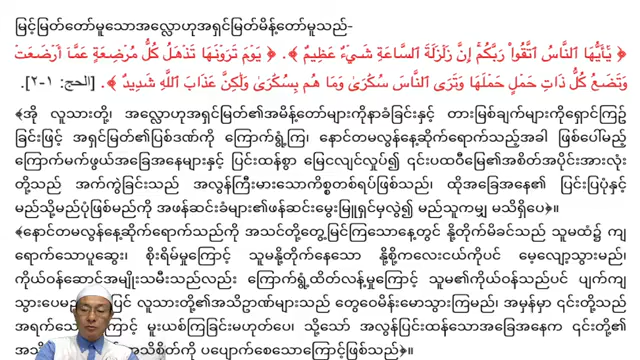 မြင့်မြတ်တော်မူသောအလ္လောဟုအရှင်မြတ်မိန့်တော်မူသည်-
﴿ يَٰٓأَيُّهَا ٱلنَّاسُ ٱتَّقُواْ رَبَّكُمْۚ إِنَّ زَلْزَلَةَ ٱلسَّاعَةِ شَىْءٌ عَظِيمٌ ﴾. ﴿ يَوْمَ تَرَوْنَهَا تَذْهَلُ كُلُّ مُرْضِعَةٍ عَمَّآ أَرْضَعَتْ
وَتَضَعُ كُلُّ ذَاتِ حَمْلٍ حَمْلَهَا وَتَرَى ٱلنَّاسَ سُكَٰرَىٰ وَمَا هُم بِسُكَٰرَىٰ وَلَٰكِنَّ عَذَابَ ٱللَّهِ شَدِيدٌ ﴾. [الحج: ١-٢].
﴿အို လူသားတို့၊ အလ္လောဟုအရှင်မြတ်၏အမိန့်တော်များကိုနာခံခြင်းနှင့် တားမြစ်ချက်များကိုရှောင်ကြဉ်
ခြင်းဖြင့် အရှင်မြတ်၏ပြစ်ဒဏ်ကို ကြောက်ရွံ့ကြ၊ နောင်တမလွန်နေ့ဆိုက်ရောက်သည့်အခါ ဖြစ်ပေါ်မည့်
ကြောက်မက်ဖွယ်အခြေအနေများနှင့် ပြင်းထန်စွာ မြေငလျင်လှုပ်၍ ၎င်းပထဝီမြေ၏အစိတ်အပိုင်းအားလုံး
တို့သည် အက်ကွဲခြင်းသည် အလွန်ကြီးမားသောကိစ္စတစ်ရပ်ဖြစ်သည်၊ ထိုအခြေအနေ၏ ပြင်းပြပုံနှင့်
မည်သို့မည်ပုံဖြစ်မည်ကို အဖန်ဆင်းခံများ၏ဖန်ဆင်းမွေးမြူရှင်မှလွဲ၍ မည်သူကမျှ မသိရှိပေ﴾။
﴿နောင်တမလွန်နေ့ဆိုက်ရောက်သည်ကို အသင်တို့တွေ့မြင်ကြသောနေ့တွင် နို့တိုက်မိခင်သည် သူမထံ၌ ကျ
ရောက်သောပူဆွေး၊ စိုးရိမ်မှုကြောင့် သူမနို့တိုက်နေသော နို့စို့ကလေးငယ်ကိုပင် မေ့လျော့သွားမည်၊
ကိုယ်ဝန်ဆောင်အမျိုးသမီးသည်လည်း ကြောက်ရွံ့ထိတ်လန့်မှုကြောင့် သူမ၏ကိုယ်ဝန်သည်ပင် ပျက်ကျ
သွားပေမည် ပြင် လူသားတို့၏အသိဉာဏ်များသည် တွေဝေမိန်းမောသွားကြမည်၊ အမှန်မှာ ၎င်းတို့သည်
အရက်သော ကြောင့် မူးယစ်ကြခြင်းမဟုတ်ပေ၊ သို့သော် အလွန်ပြင်းထန်သောအခြေအနေက ၎င်းတို့၏
အသိ အသိစိတ်ကို ပပျောက်စေသောကြောင့်ဖြစ်သည်﴾။